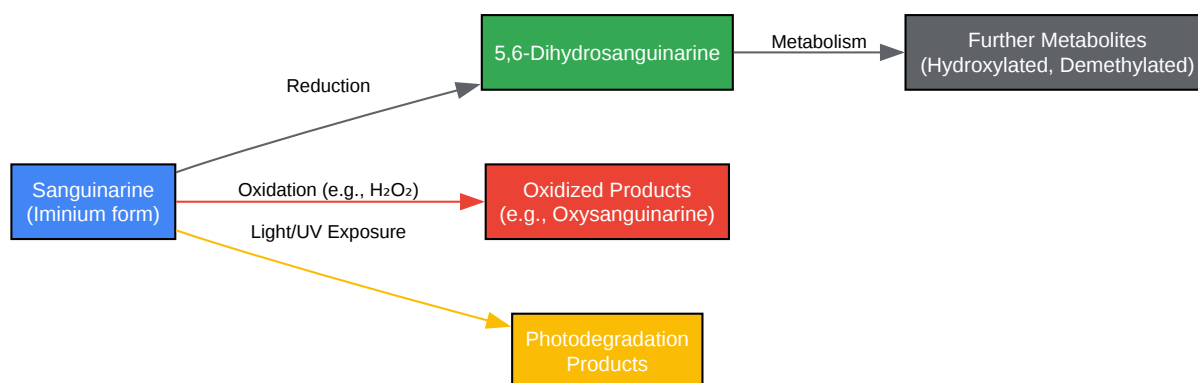 5,6-Dihydrosanguinarine
Metabolism
Further Metabolites
(Hydroxylated, Demethylated)
Reduction
Sanguinarine
(Iminium form)
Oxidation (e.g., H₂O₂)
Oxidized Products
(e.g., Oxysanguinarine)
Light/UV Exposure
Photodegradation
Products